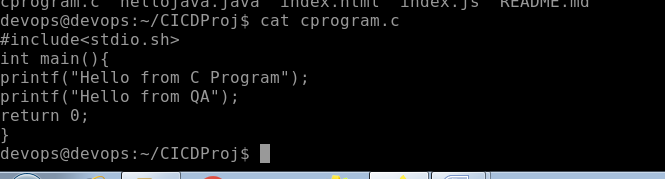 cprogram.c hellojava.java index.html index.js README.md
devops@devops:~/CICDProj$ cat cprogram.c
#include<stdio.sh>
int main(){
printf("Hello from C Program");
printf("Hello from QA");
return 0;
}
devops@devops:~/CICDProj$